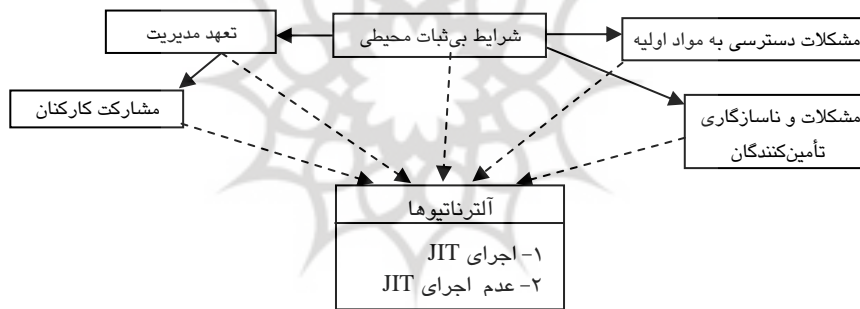 مشکلات دسترسی به مواد اولیه
شرایط بی‌ثبات محیطی
تعهد مدیریت
مشکلات و ناسازگاری
تأمین‌کنندگان
مشارکت کارکنان
آلترناتیوها
۱- اجرای JIT
۲- عدم اجرای JIT